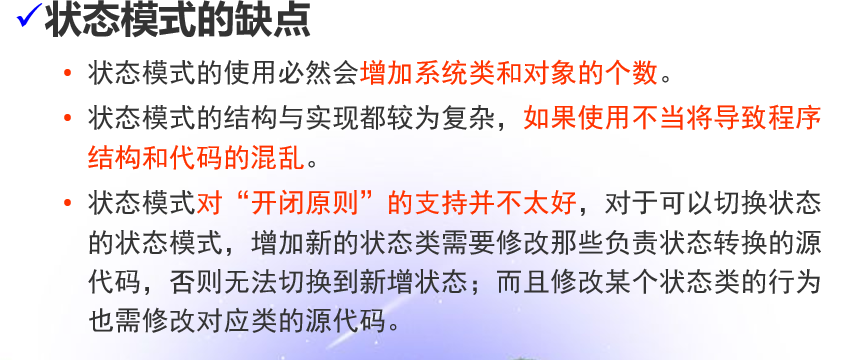 ✓状态模式的缺点
• 状态模式的使用必然会增加系统类和对象的个数。
• 状态模式的结构与实现都较为复杂，如果使用不当将导致程序
结构和代码的混乱。
• 状态模式对“开闭原则”的支持并不太好，对于可以切换状态
的状态模式，增加新的状态类需要修改那些负责状态转换的源
代码，否则无法切换到新增状态；而且修改某个状态类的行为
也需修改对应类的源代码。